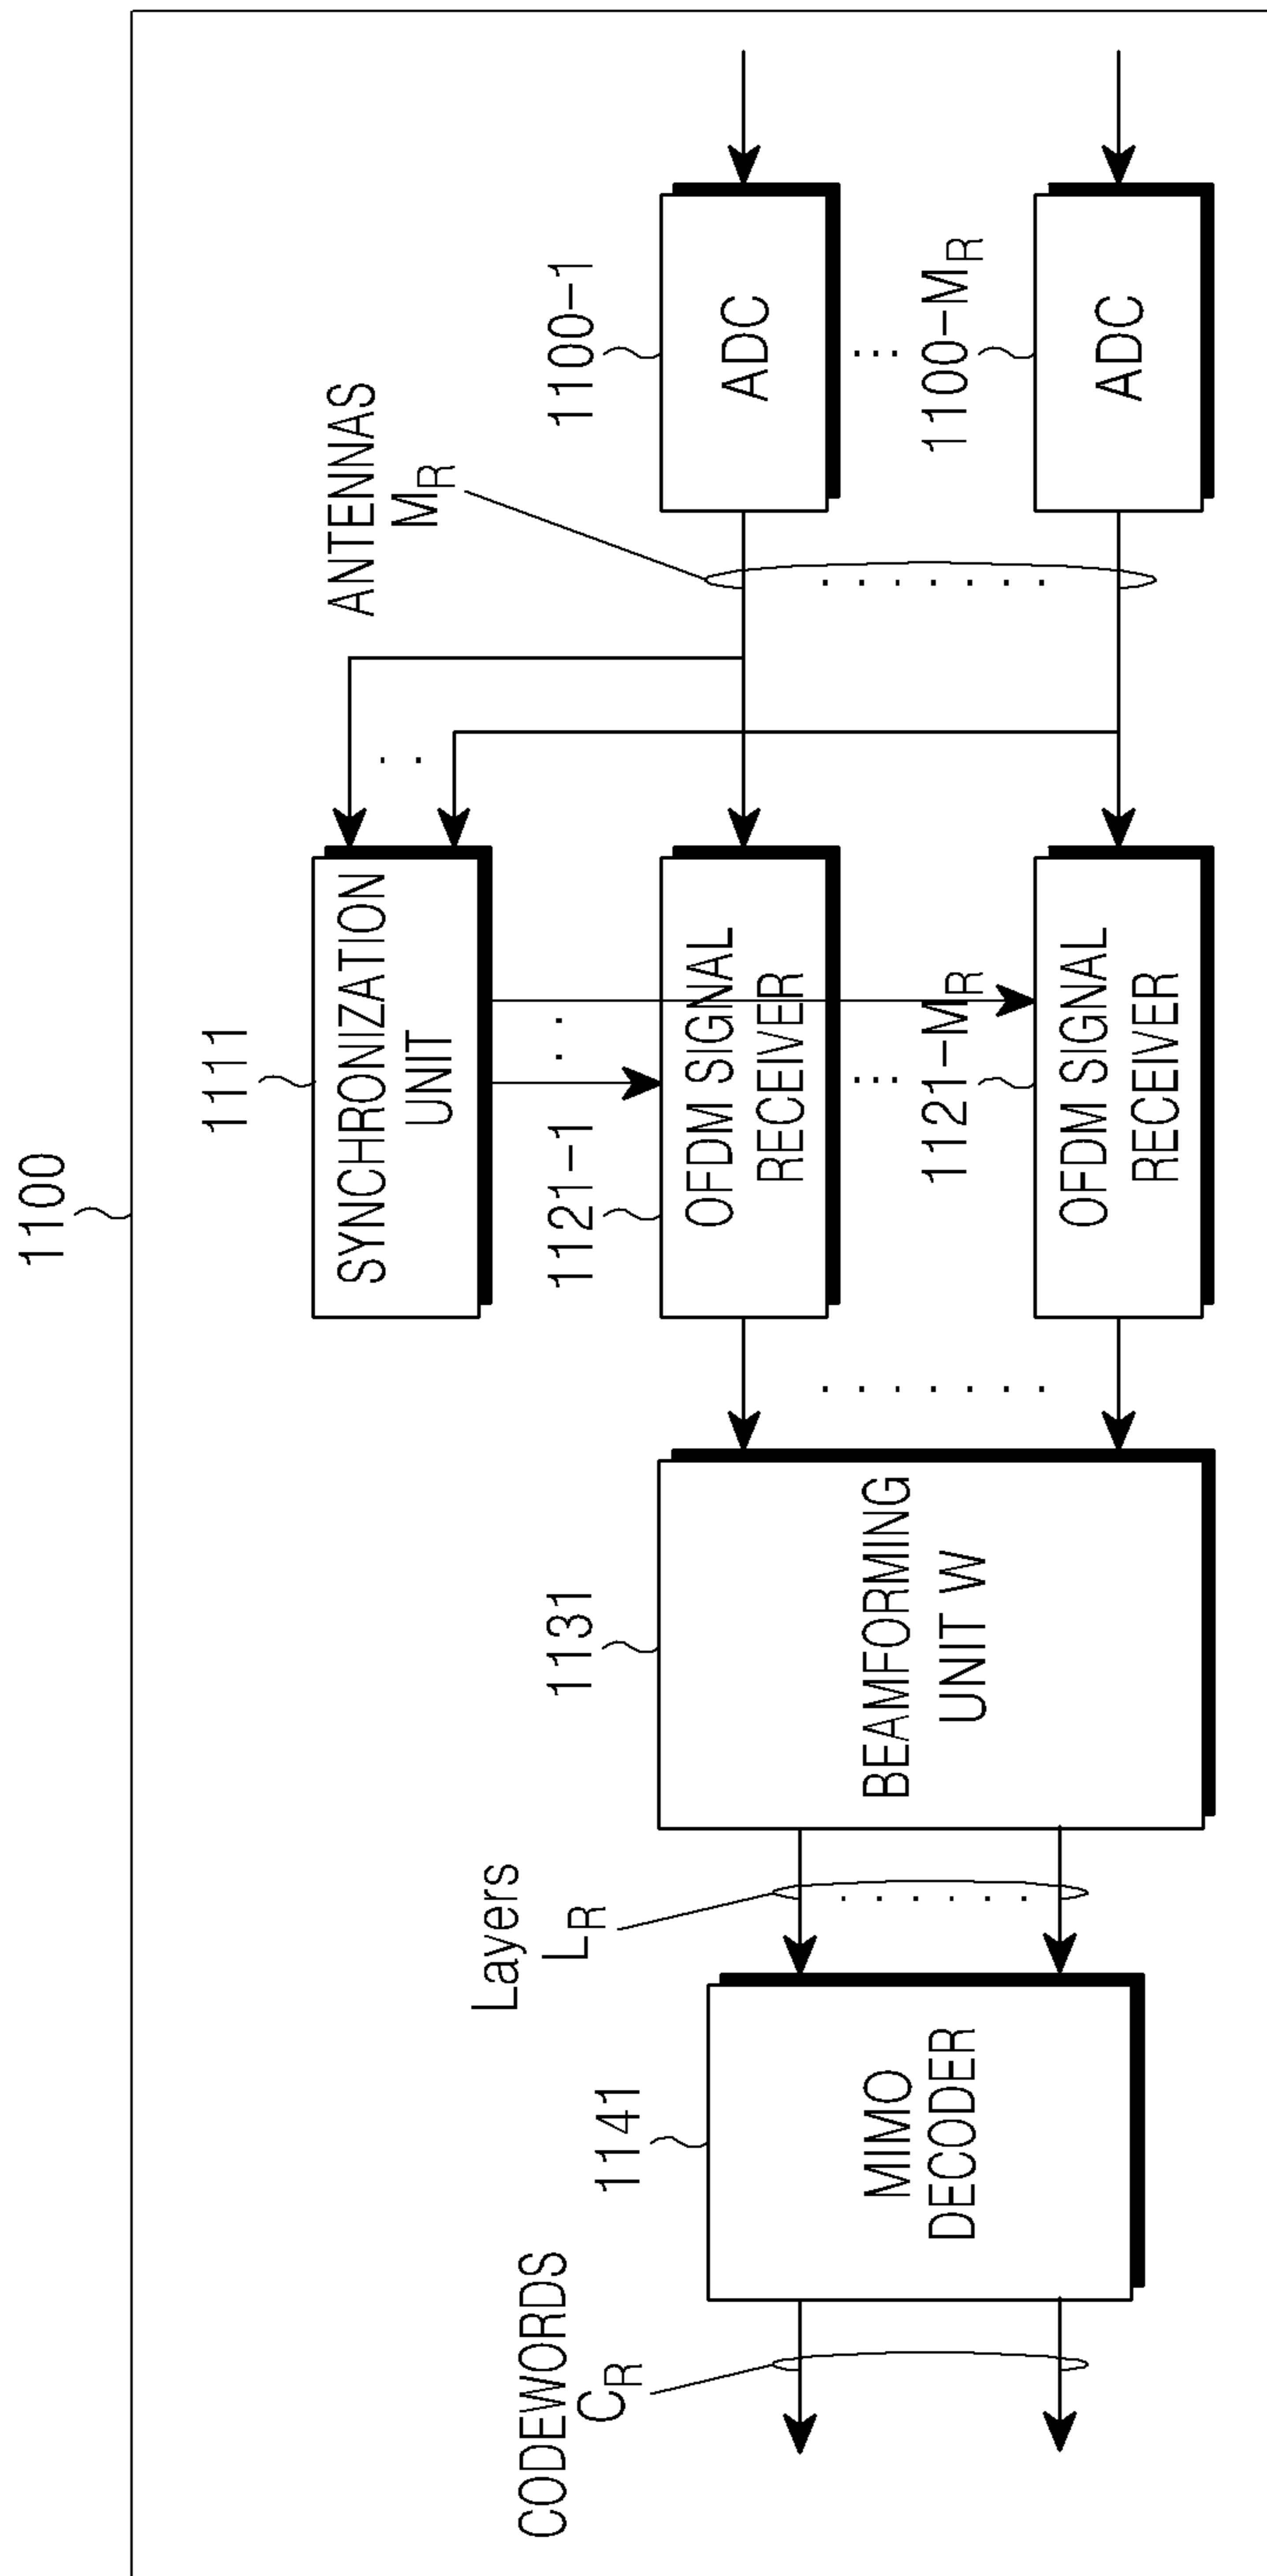 1100
1111
SYNCHRONIZATION
UNIT
ANTENNAS
M_R
CODEWORDS
C_R
1141
MIMO
DECODER
Layers
L_R
1131
BEAMFORMING
UNIT W
1121-1
OFDM SIGNAL
RECEIVER
1100-1
ADC
...
1121-M_R
OFDM SIGNAL
RECEIVER
...
1100-M_R
ADC